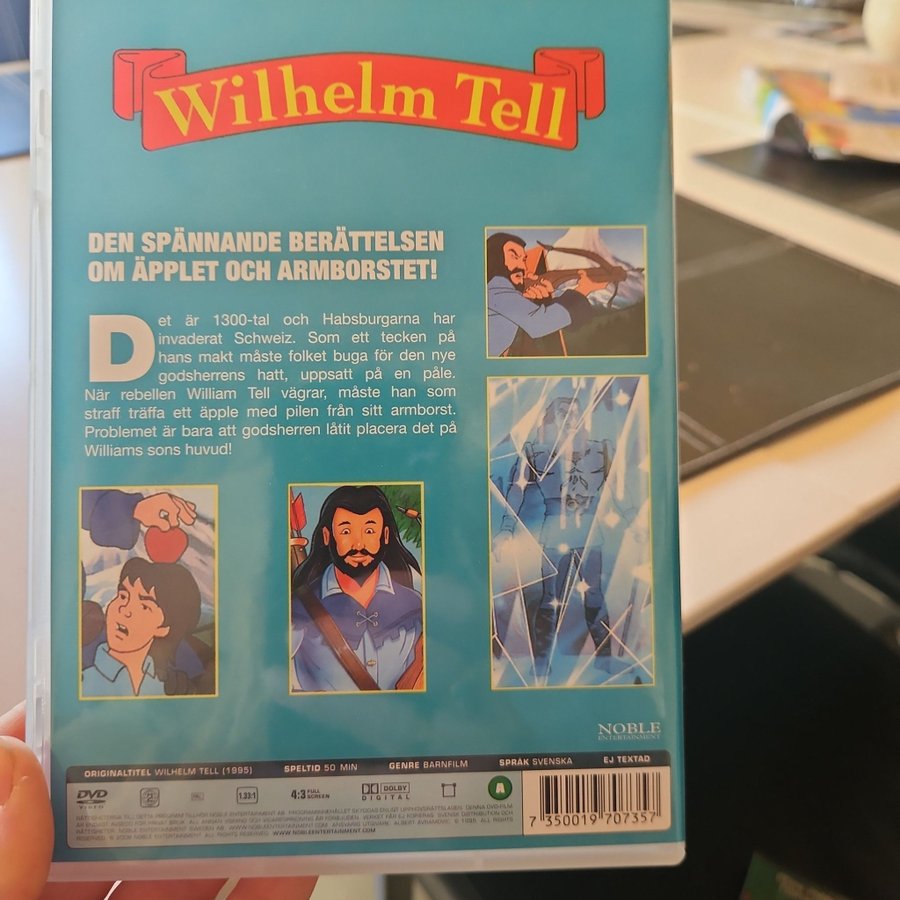 Wilhelm Tell
DEN SPÄNNANDE BERÄTTELSEN
OM ÄPPLET OCH ARMBORSTET!
Det är 1300-tal och Habsburgarna har
invaderat Schweiz. Som ett tecken på
hans makt måste folket buga för den nye
godsherrens hatt, uppsatt på en påle.
När rebellen William Tell vägrar, måste han som
straff träffa ett äpple med pilen från sitt armborst.
Problemet är bara att godsherren låtit placera det på
Williams sons huvud!
NOBLE
ENTERTAINMENT
ORIGINALTITEL WILHELM TELL (1995) SPELTID 50 MIN GENRE BARNFILM SPRÅK SVENSKA EJ TEXTAD
DVD VIDEO 2 PAL 1.33:1 4:3 FULL SCREEN DOLBY DIGITAL A
WWW.NOBLEENTERTAINMENT.COM
7 350019 707357